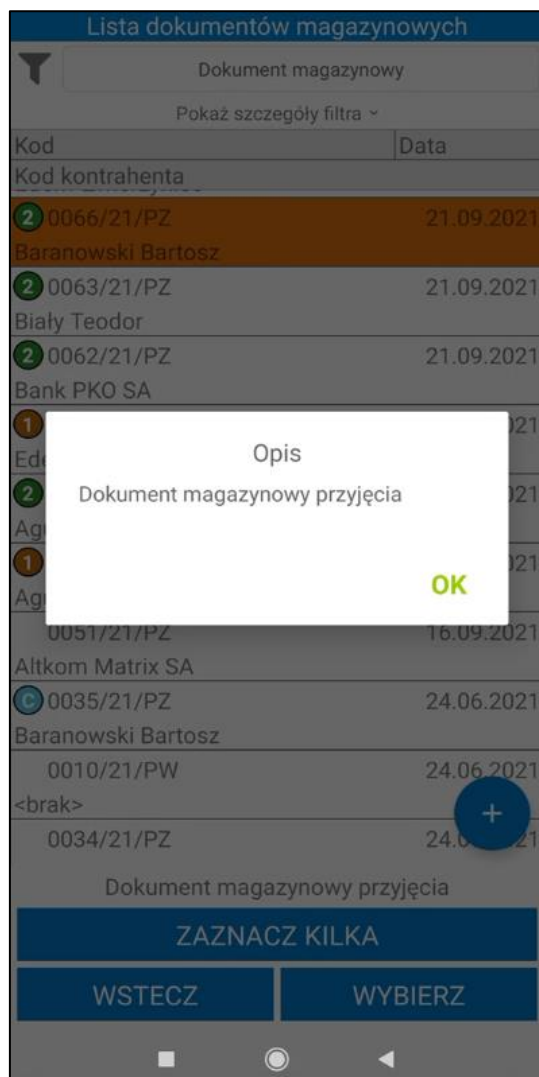 Lista dokumentów magazynowych
Dokument magazynowy
Pokaż szczegóły filtra
Kod Data
Kod kontrahenta
2 0066/21/PZ 21.09.2021
Baranowski Bartosz
2 0063/21/PZ 21.09.2021
Biały Teodor
2 0062/21/PZ 21.09.2021
Bank PKO SA
1
2
1
Opis
Dokument magazynowy przyjęcia
OK
0051/21/PZ 16.09.2021
Altkom Matrix SA
C 0035/21/PZ 24.06.2021
Baranowski Bartosz
0010/21/PW 24.06.2021
<brak>
+
0034/21/PZ
Dokument magazynowy przyjęcia
ZAZNACZ KILKA
WSTECZ WYBIERZ